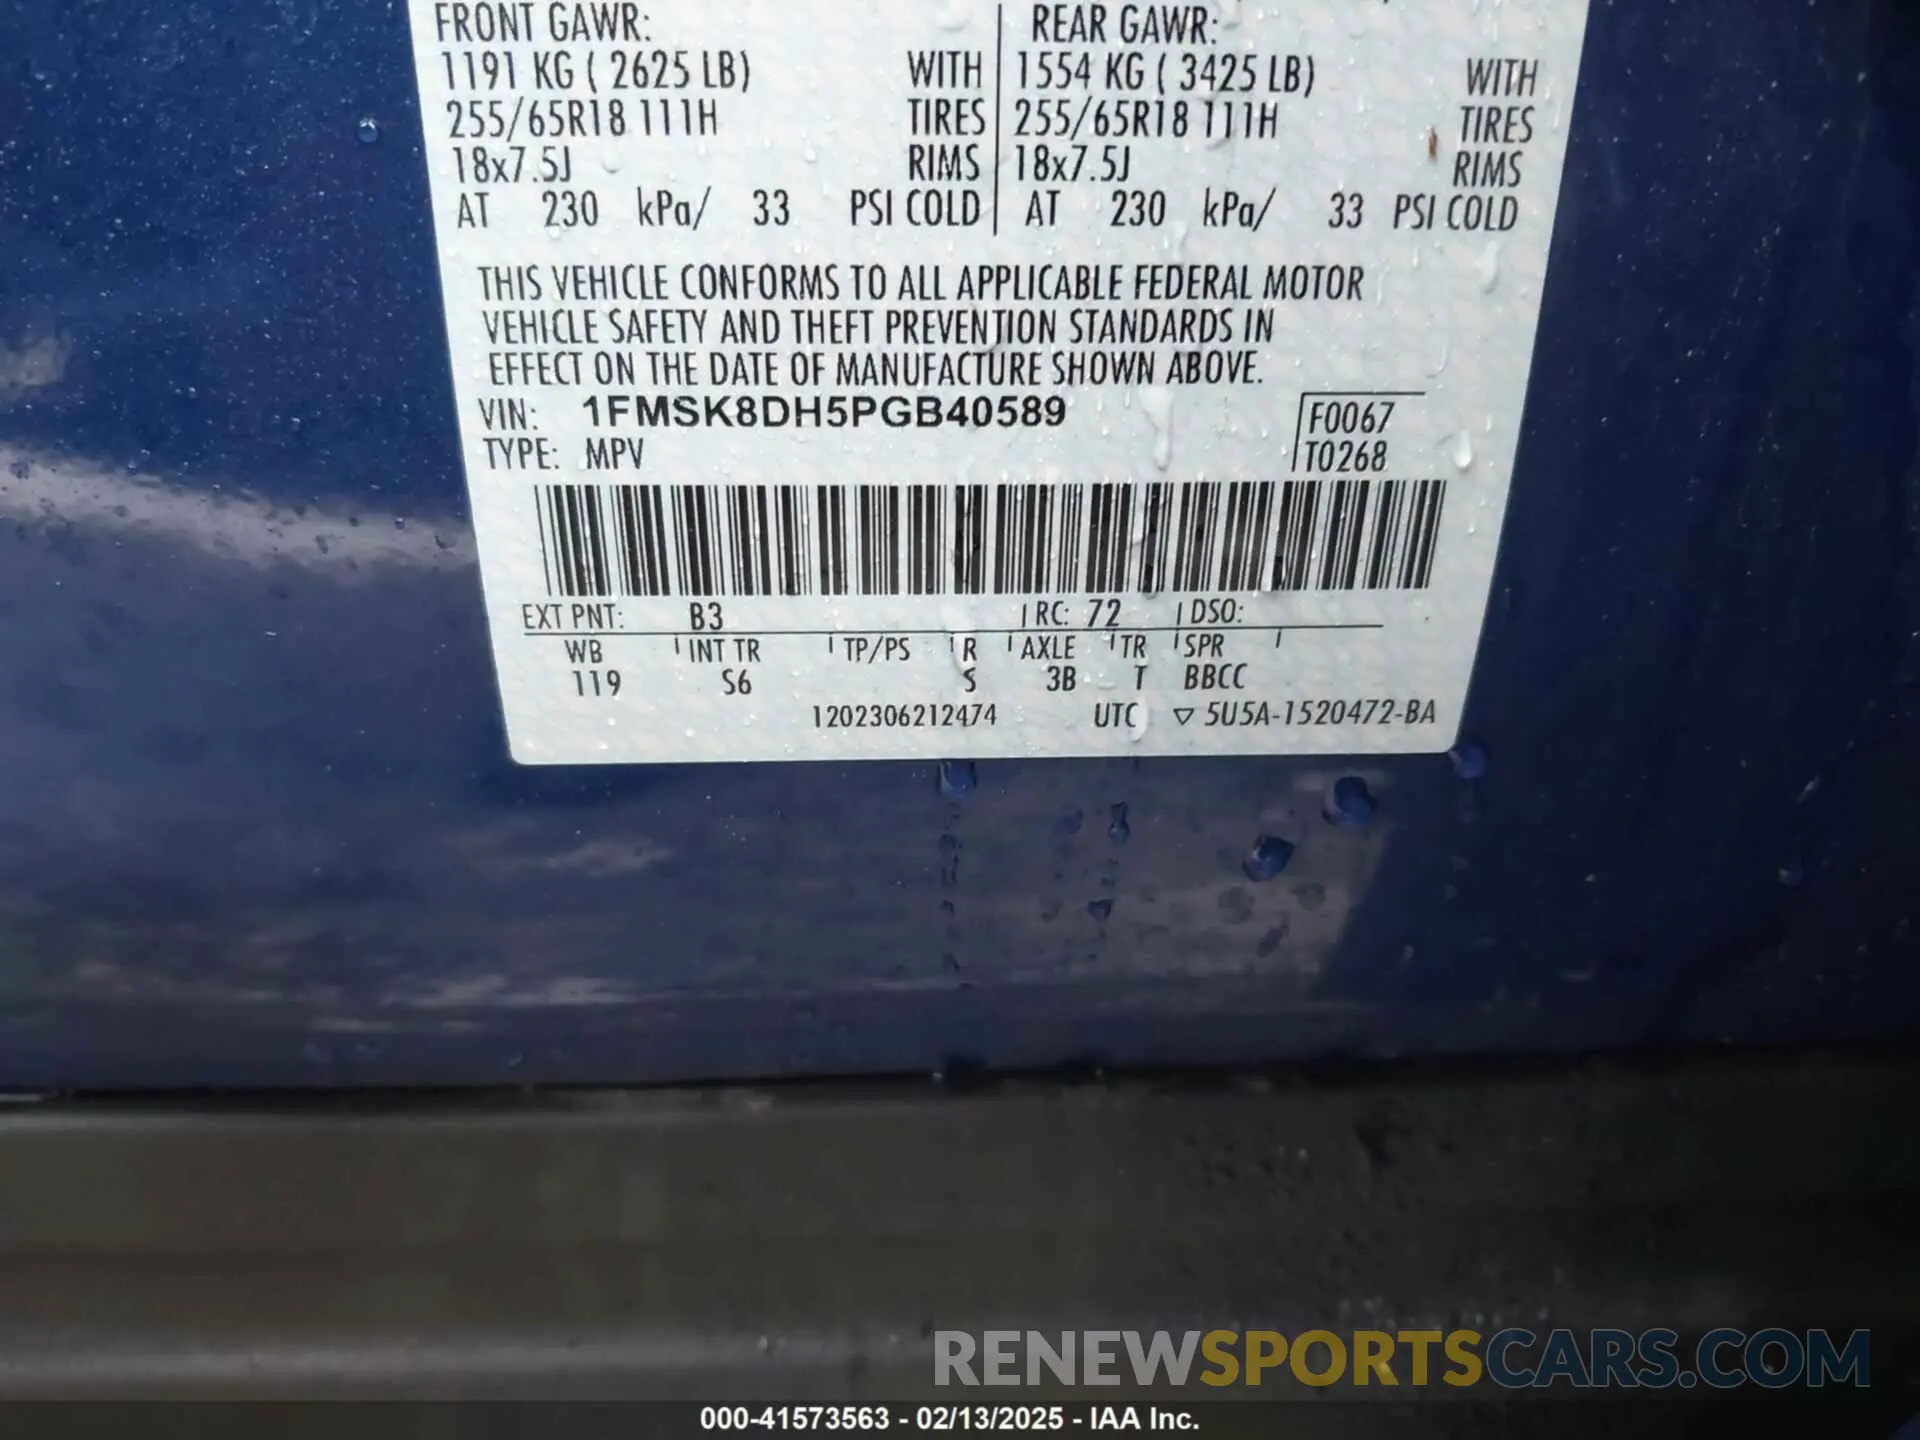 FRONT GAWR: REAR GAWR:
1191 KG ( 2625 LB) WITH 1554 KG ( 3425 LB) WITH
255/65R18 111H TIRES 255/65R18 111H TIRES
18x7.5J RIMS 18x7.5J RIMS
AT 230 kPa/ 33 PSI COLD AT 230 kPa/ 33 PSI COLD
THIS VEHICLE CONFORMS TO ALL APPLICABLE FEDERAL MOTOR
VEHICLE SAFETY AND THEFT PREVENTION STANDARDS IN
EFFECT ON THE DATE OF MANUFACTURE SHOWN ABOVE.
VIN: 1FMSK8DH5PGB40589 F0067
TYPE: MPV T0268
EXT PNT: B3 RC: 72 DSO:
WB INT TR TP/PS R AXLE TR SPR
119 S6 S 3B T BBCC
1202306212474 UTC ▽ 5U5A-1520472-BA
RENEWSPORTSCARS.COM
000-41573563 - 02/13/2025 - IAA Inc.